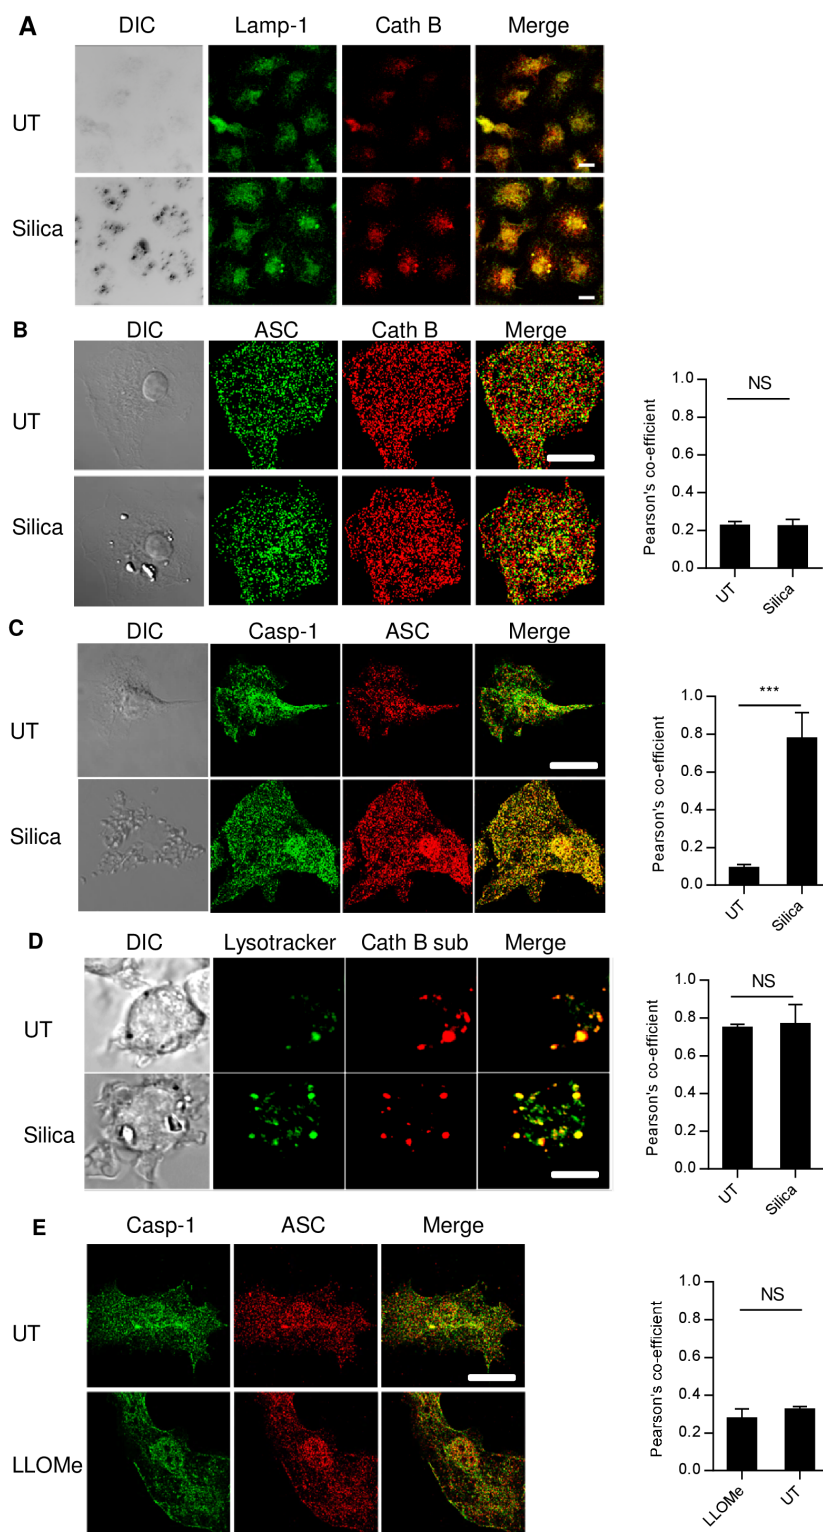 A
DIC Lamp-1 Cath B Merge
UT
Silica
B
DIC ASC Cath B Merge
UT
Silica
Pearson's co-efficient
1.0
0.8
0.6
0.4
0.2
0.0
NS
UT Silica
C
DIC Casp-1 ASC Merge
UT
Silica
Pearson's co-efficient
1.0
0.8
0.6
0.4
0.2
0.0
***
UT Silica
D
DIC Lysotracker Cath B sub Merge
UT
Silica
Pearson's co-efficient
1.0
0.8
0.6
0.4
0.2
0.0
NS
UT Silica
E
Casp-1 ASC Merge
UT
LLOMe
Pearson's co-efficient
1.0
0.8
0.6
0.4
0.2
0.0
NS
LLOMe UT